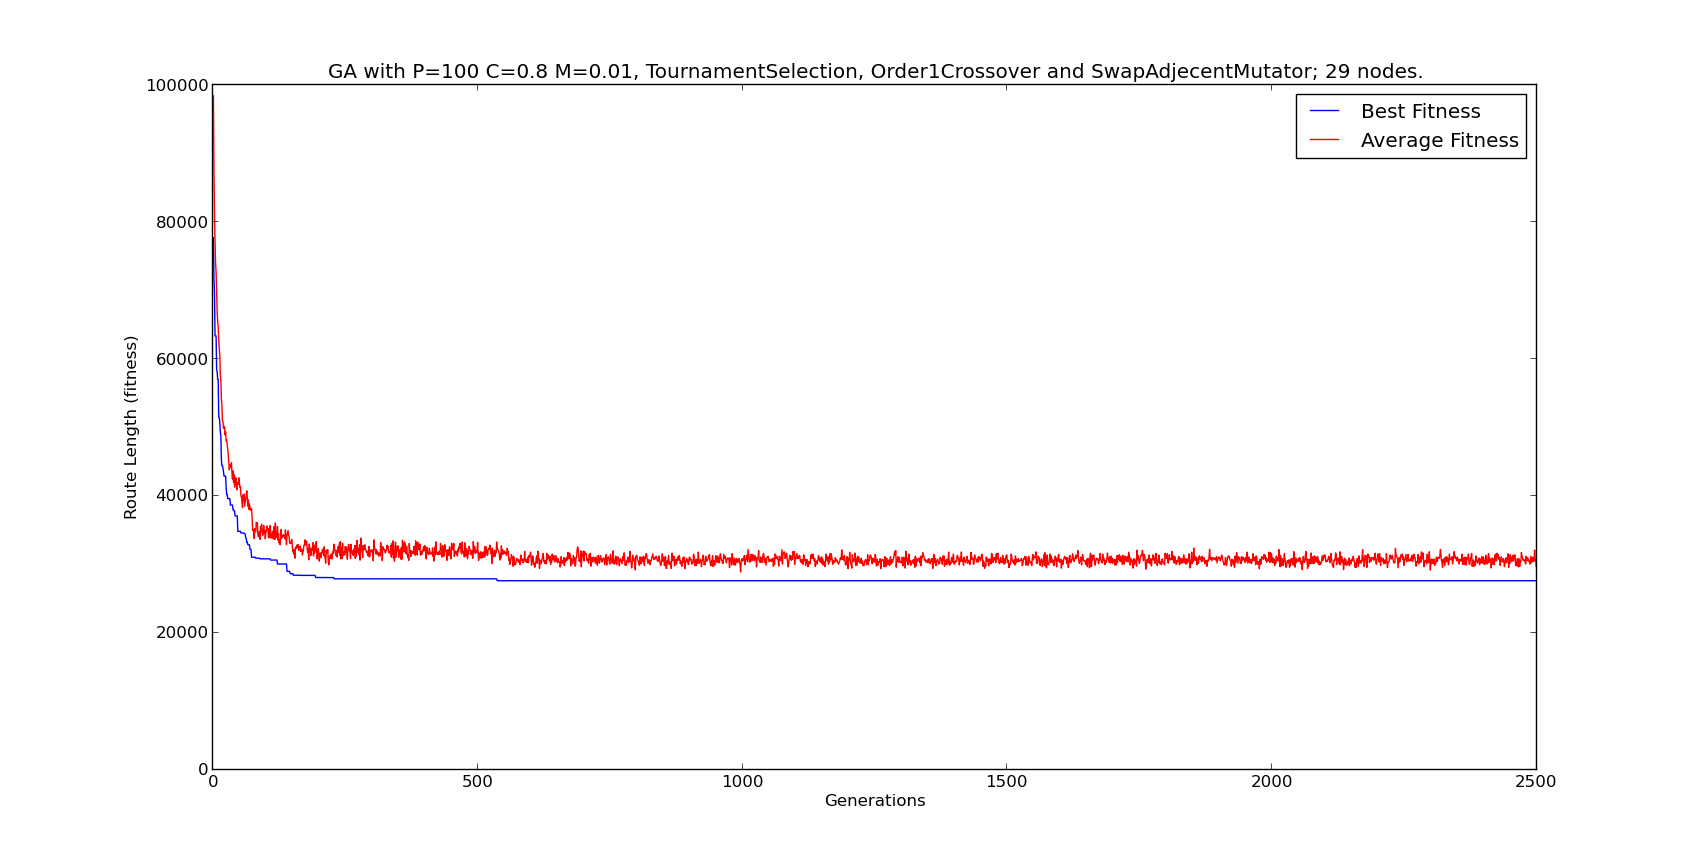 GA with P=100 C=0.8 M=0.01, TournamentSelection, Order1Crossover and SwapAdjecentMutator; 29 nodes.
100000
80000
60000
40000
20000
0
Route Length (fitness)
Best Fitness
Average Fitness
0
500
1000
1500
2000
2500
Generations